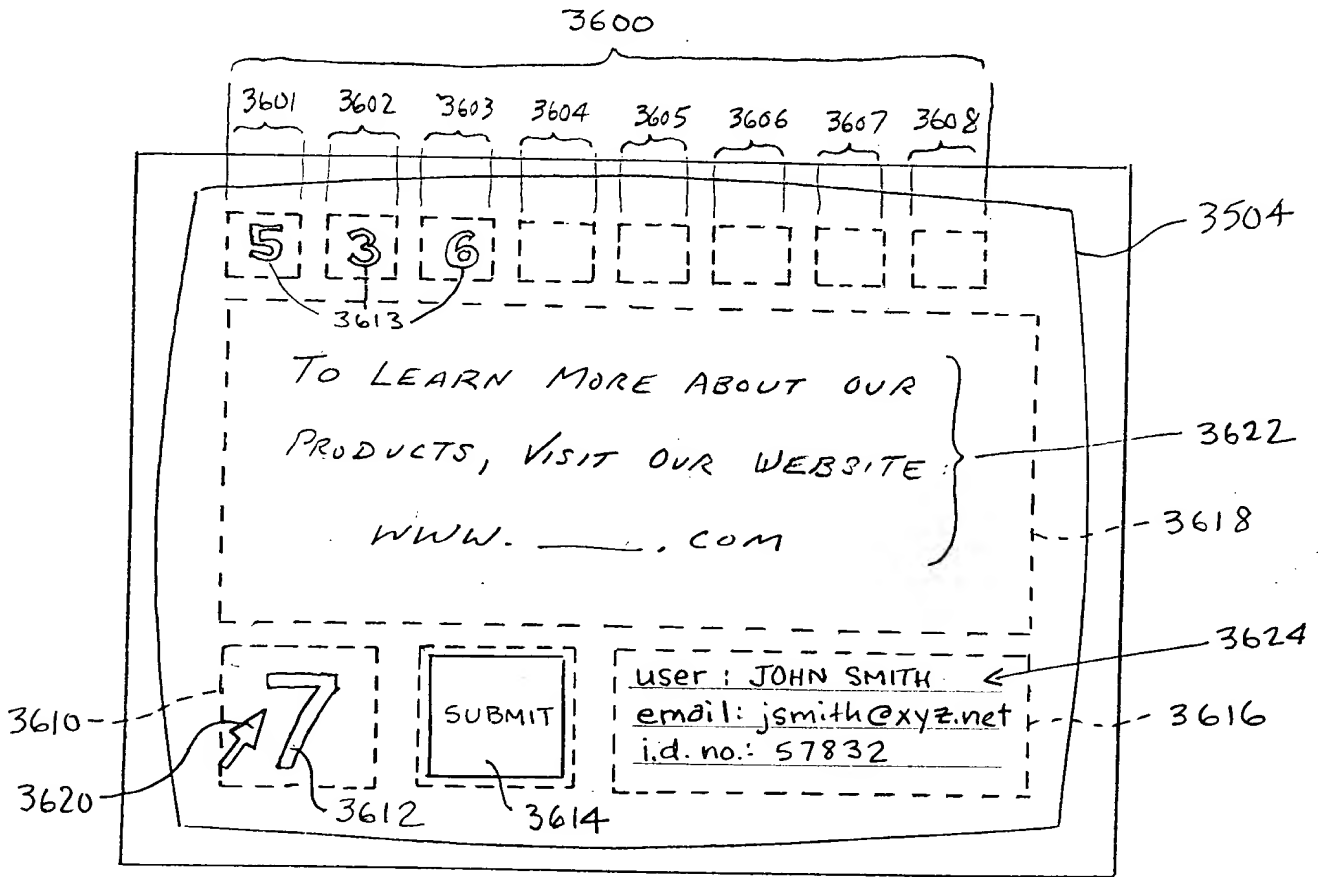 3600
3601 3602 3603 3604 3605 3606 3607 3608
3504
5 3 6
3613
TO LEARN MORE ABOUT OUR
PRODUCTS, VISIT OUR WEBSITE:
WWW. ____. COM
3622
3618
3624
user : JOHN SMITH
email: jsmith@xyz.net
i.d. no.: 57832
3616
SUBMIT
7
3610
3620
3612
3614